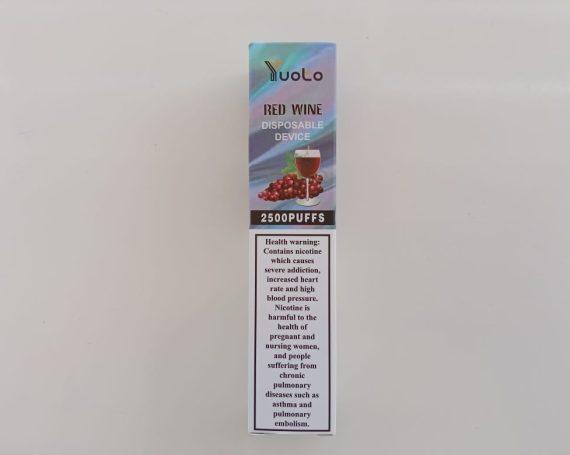 YuoLo
RED WINE
DISPOSABLE
DEVICE
2500PUFFS
Health warning:
Contains nicotine
which causes
severe addiction,
increased heart
rate and high
blood pressure.
Nicotine is
harmful to the
health of
pregnant and
nursing women,
and people
suffering from
chronic
pulmonary
diseases such as
asthma and
pulmonary
embolism.